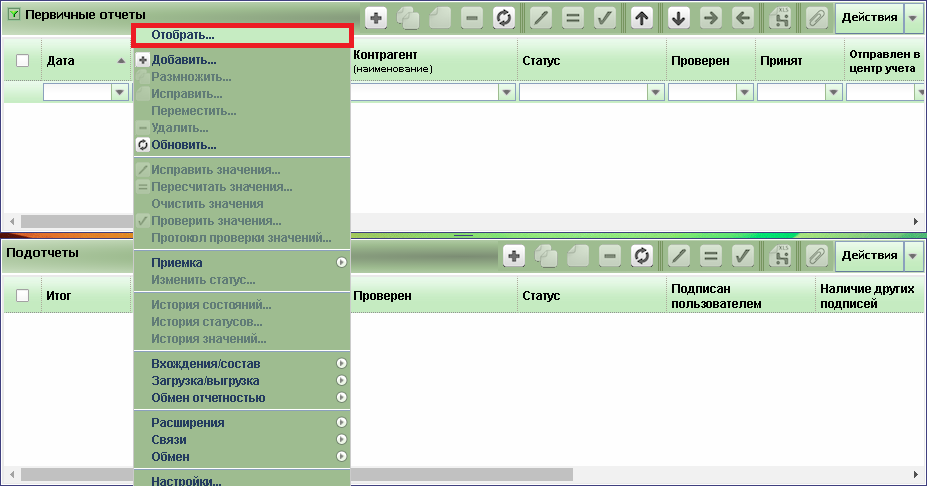 Первичные отчеты
Действия
Отобрать...
Добавить...
Размножить...
Исправить...
Переместить...
Удалить...
Обновить...
Исправить значения...
Пересчитать значения...
Очистить значения
Проверить значения...
Протокол проверки значений...
Приемка
Изменить статус...
История состояний...
История статусов...
История значений...
Вхождения/состав
Загрузка/выгрузка
Обмен отчетностью
Расширения
Связи
Обмен
Настройки...
Дата
Контрагент
(наименование)
Статус
Проверен
Принят
Отправлен в
центр учета
Подотчеты
Действия
Итог
Проверен
Статус
Подписан
пользователем
Наличие других
подписей
XLS
XLS